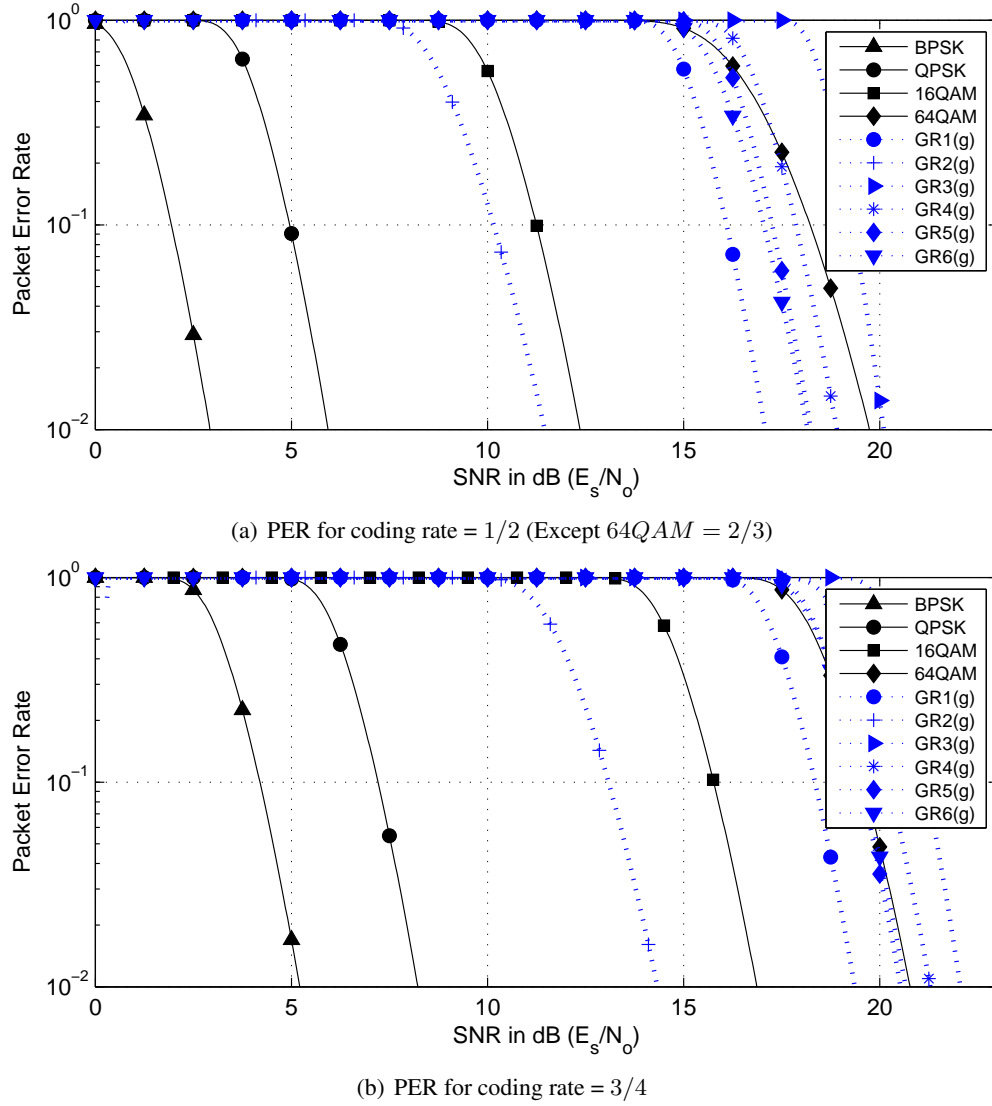 10^0
10^-1
10^-2
Packet Error Rate
0 5 10 15 20
SNR in dB (E_s/N_o)
BPSK
QPSK
16QAM
64QAM
GR1(g)
GR2(g)
GR3(g)
GR4(g)
GR5(g)
GR6(g)
(a) PER for coding rate = 1/2 (Except 64QAM = 2/3)
10^0
10^-1
10^-2
Packet Error Rate
0 5 10 15 20
SNR in dB (E_s/N_o)
BPSK
QPSK
16QAM
64QAM
GR1(g)
GR2(g)
GR3(g)
GR4(g)
GR5(g)
GR6(g)
(b) PER for coding rate = 3/4